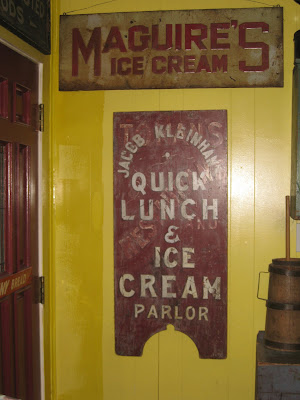 MAGUIRE'S
ICE CREAM
JACOB KLEINHANS
QUICK
LUNCH
&
ICE
CREAM
PARLOR